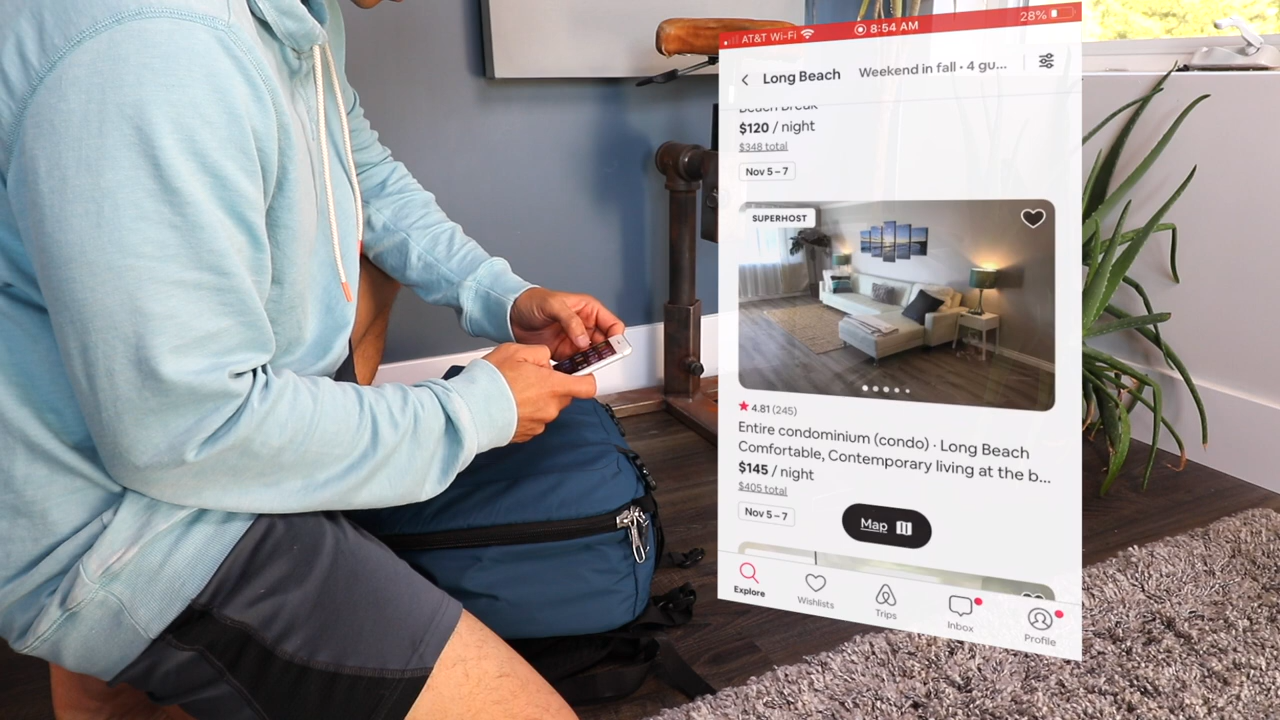 AT&T Wi-Fi 8:54 AM 28%
Long Beach Weekend in fall • 4 gu...
Beach Break
$120 / night
$348 total
Nov 5 – 7
SUPERHOST
4.81 (245)
Entire condominium (condo) · Long Beach
Comfortable, Contemporary living at the b...
$145 / night
$405 total
Nov 5 – 7
Map
Explore Wishlists Trips Inbox Profile